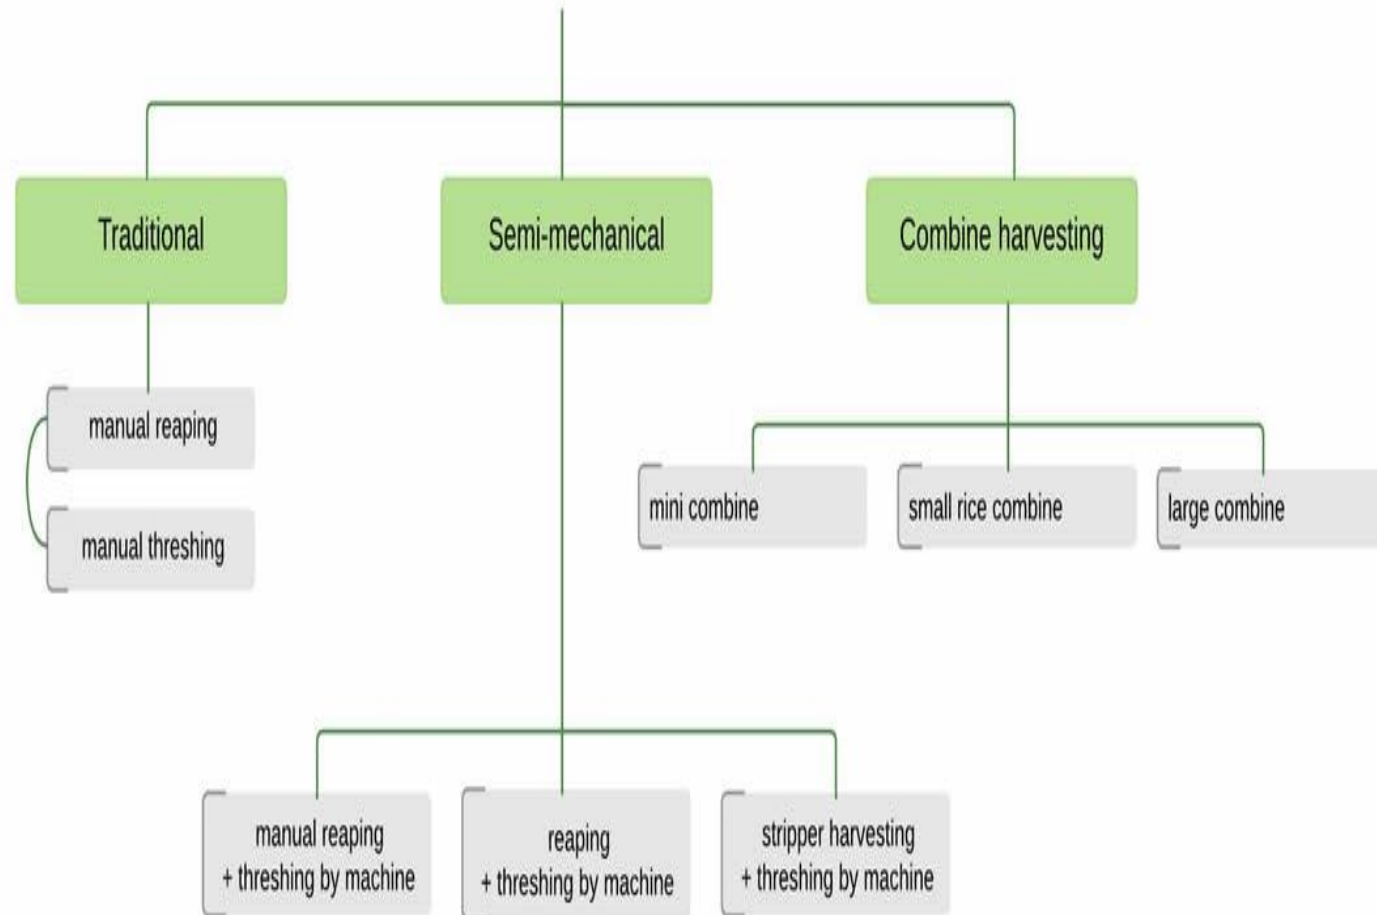 Traditional
Semi-mechanical
Combine harvesting
manual reaping
manual threshing
mini combine
small rice combine
large combine
manual reaping
+ threshing by machine
reaping
+ threshing by machine
stripper harvesting
+ threshing by machine